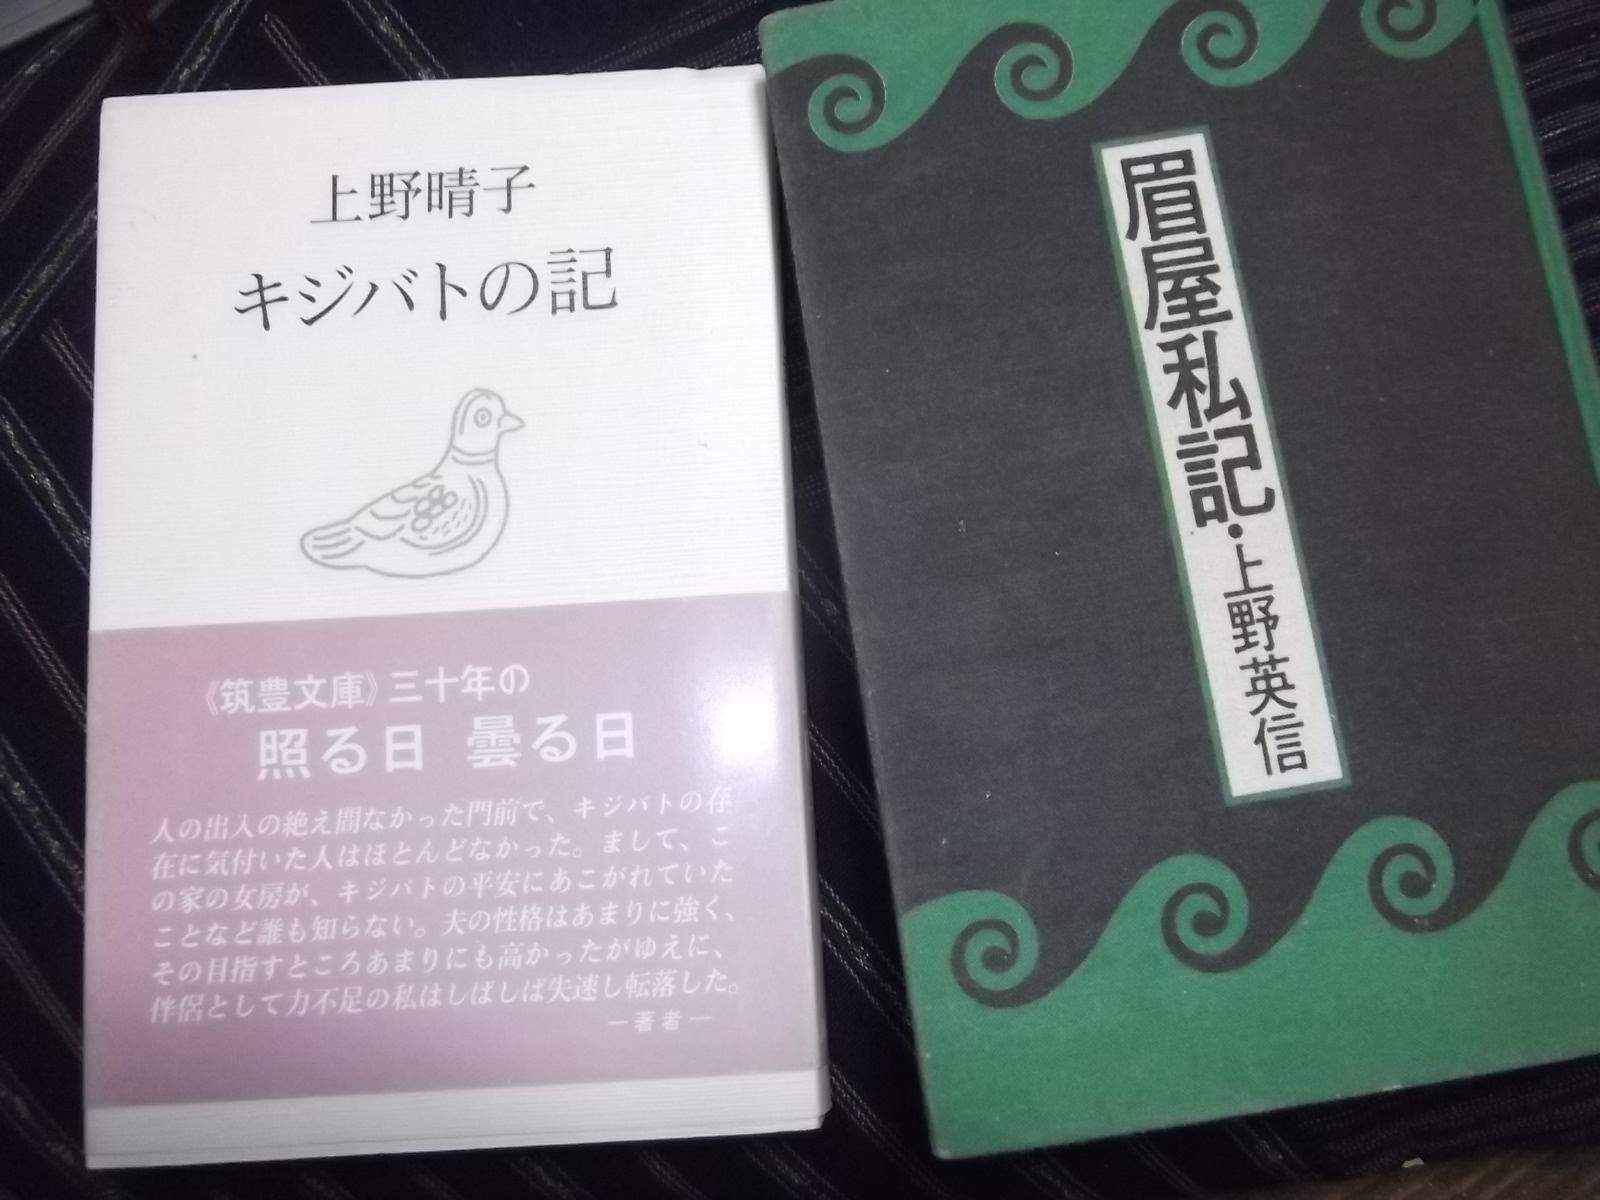 上野晴子
キジバトの記
《筑豊文庫》三十年の
照る日 曇る日
人の出入の絶え間なかった門前で、キジバトの存
在に気付いた人はほとんどなかった。まして、こ
の家の女房が、キジバトの平安にあこがれていた
ことなど誰も知らない。夫の性格はあまりに強く、
その目指すところあまりにも高かったがゆえに、
伴侶として力不足の私はしばしば失速し転落した。
―著者―
眉屋私記・上野英信